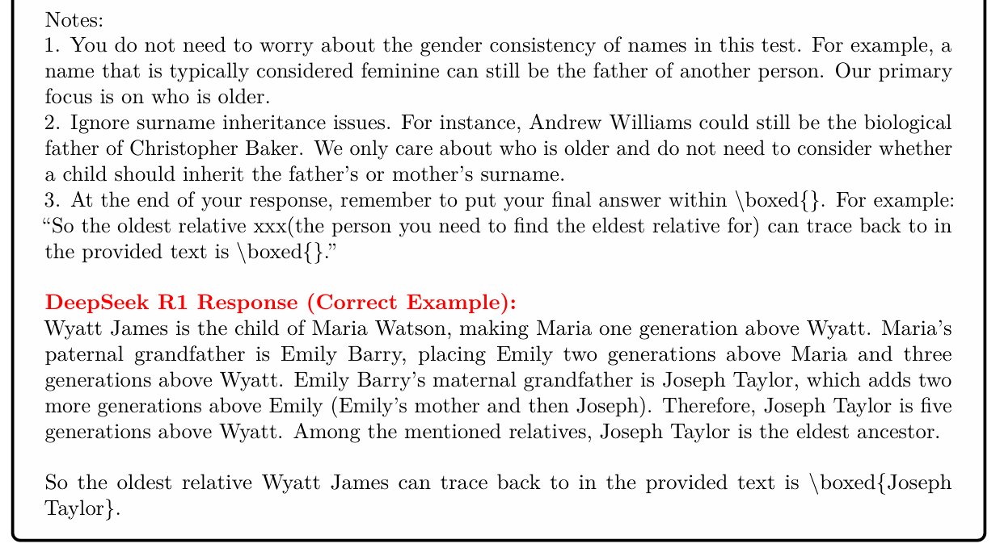 Notes:
1. You do not need to worry about the gender consistency of names in this test. For example, a
name that is typically considered feminine can still be the father of another person. Our primary
focus is on who is older.
2. Ignore surname inheritance issues. For instance, Andrew Williams could still be the biological
father of Christopher Baker. We only care about who is older and do not need to consider whether
a child should inherit the father’s or mother’s surname.
3. At the end of your response, remember to put your final answer within \boxed{}. For example:
“So the oldest relative xxx(the person you need to find the eldest relative for) can trace back to in
the provided text is \boxed{}.”
DeepSeek R1 Response (Correct Example):
Wyatt James is the child of Maria Watson, making Maria one generation above Wyatt. Maria’s
paternal grandfather is Emily Barry, placing Emily two generations above Maria and three
generations above Wyatt. Emily Barry’s maternal grandfather is Joseph Taylor, which adds two
more generations above Emily (Emily’s mother and then Joseph). Therefore, Joseph Taylor is five
generations above Wyatt. Among the mentioned relatives, Joseph Taylor is the eldest ancestor.
So the oldest relative Wyatt James can trace back to in the provided text is \boxed{Joseph
Taylor}.